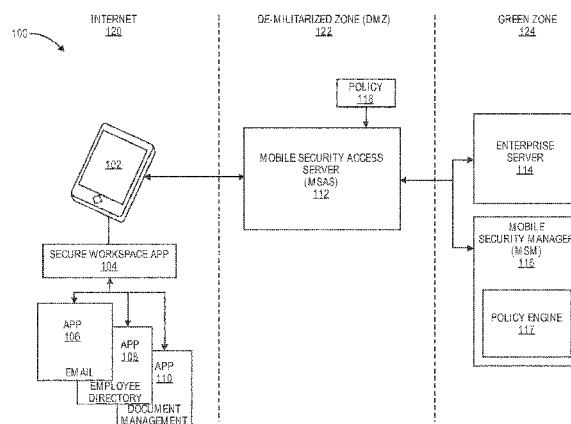 INTERNET
120
DE-MILITARIZED ZONE (DMZ)
122
GREEN ZONE
124
100
POLICY
118
102
MOBILE SECURITY ACCESS
SERVER
(MSAS)
112
ENTERPRISE
SERVER
114
SECURE WORKSPACE APP
104
MOBILE
SECURITY MANAGER
(MSM)
116
POLICY ENGINE
117
APP
106
EMAIL
APP
108
EMPLOYEE
DIRECTORY
APP
110
DOCUMENT
MANAGEMENT